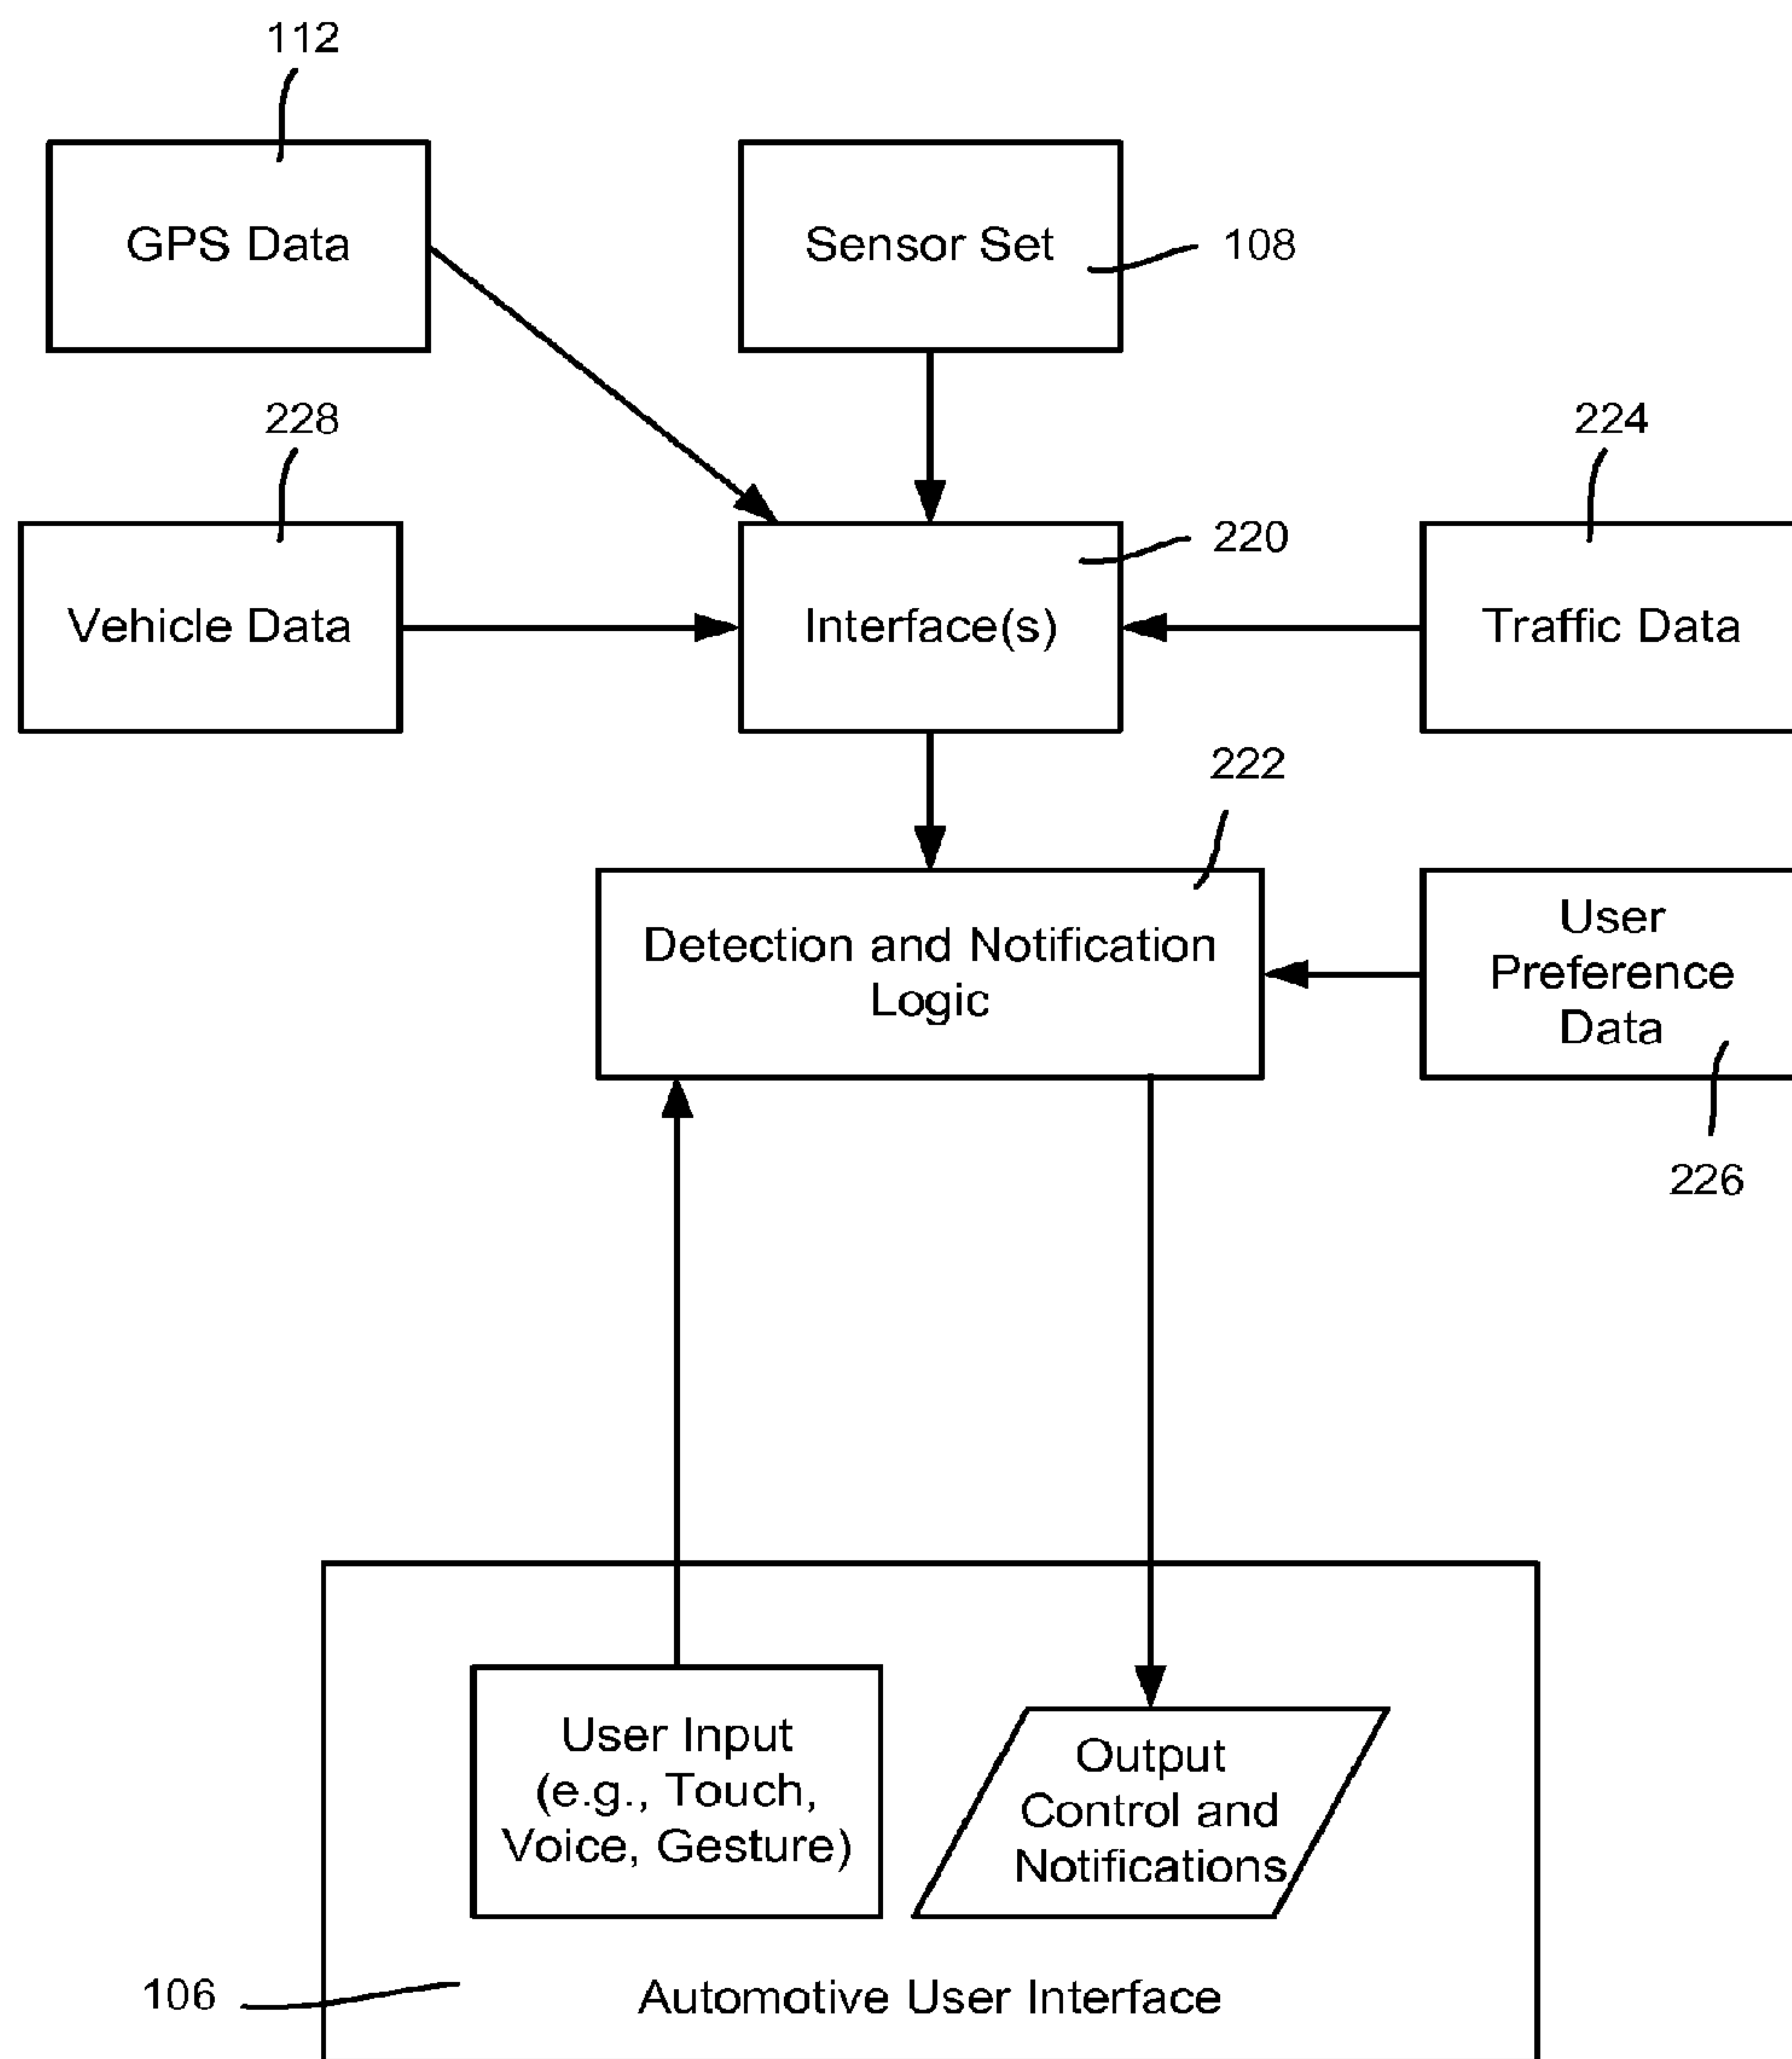 112
GPS Data
Sensor Set
108
228
224
Vehicle Data
220
Interface(s)
Traffic Data
222
Detection and Notification
Logic
User
Preference
Data
226
User Input
(e.g., Touch,
Voice, Gesture)
Output
Control and
Notifications
106
Automotive User Interface